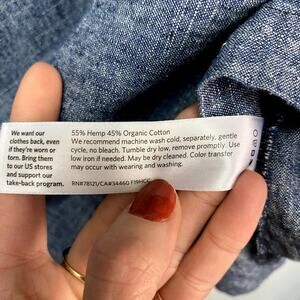 We want our
clothes back, even
if they're worn or
torn. Bring them
to our US stores
and support our
take-back program.
55% Hemp 45% Organic Cotton
We recommend machine wash cold, separately, gentle
cycle, no bleach. Tumble dry low, remove promptly. Use
low iron if needed. May be dry cleaned. Color transfer
may occur with wearing and washing.